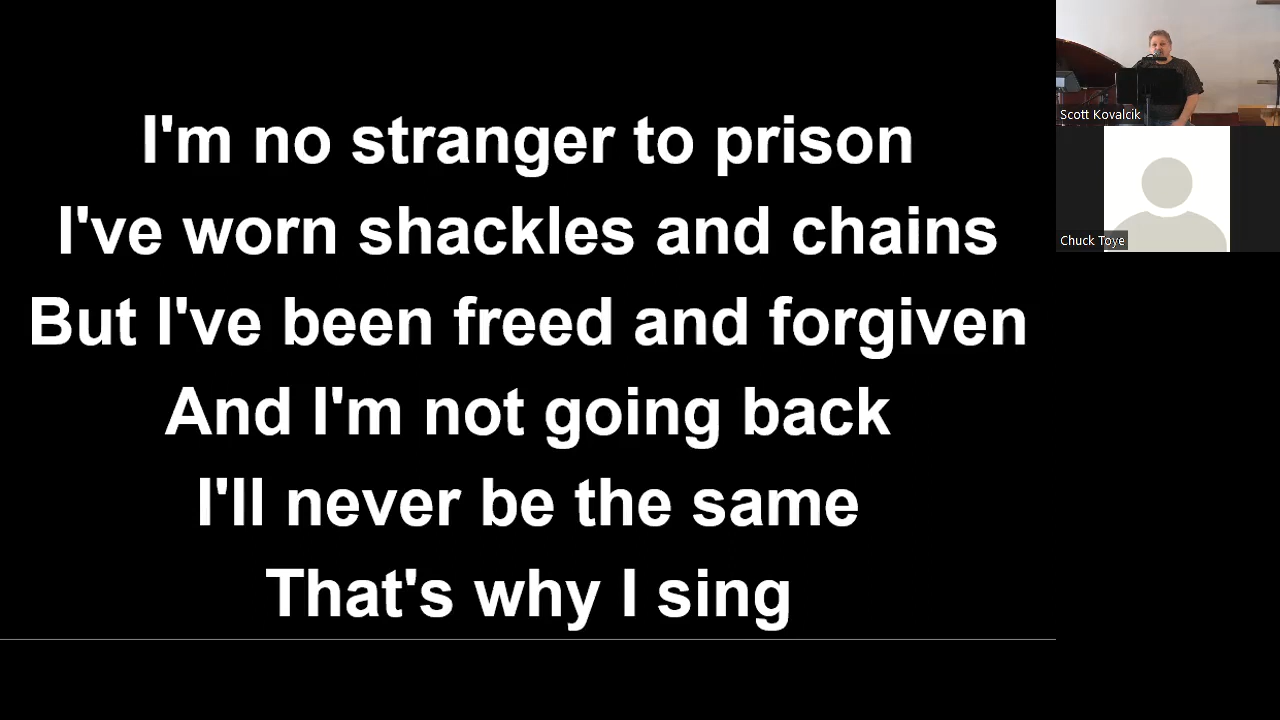 I'm no stranger to prison
I've worn shackles and chains
But I've been freed and forgiven
And I'm not going back
I'll never be the same
That's why I sing
Scott Kovalcik
Chuck Toye